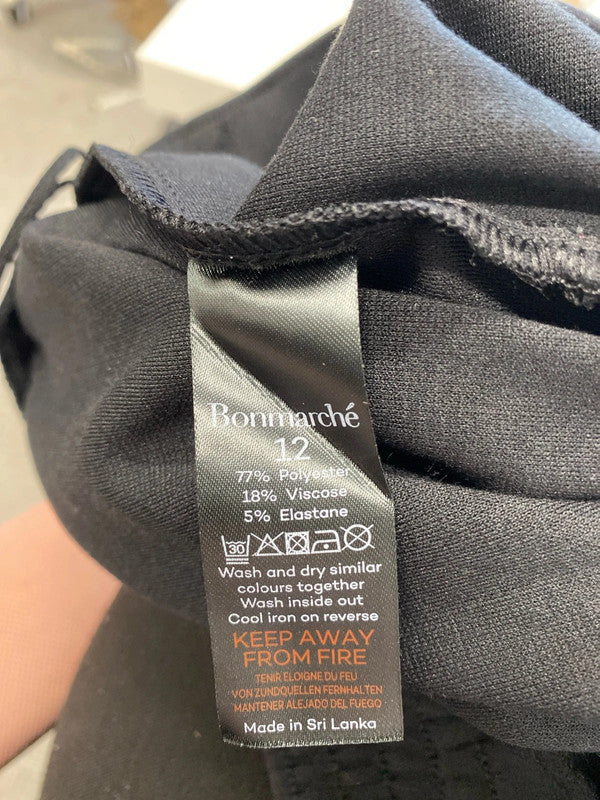 Bonmarché
12
77% Polyester
18% Viscose
5% Elastane
30
Wash and dry similar
colours together
Wash inside out
Cool iron on reverse
KEEP AWAY
FROM FIRE
TENIR ELOIGNE DU FEU
VON ZUNDQUELLEN FERNHALTEN
MANTENER ALEJADO DEL FUEGO
Made in Sri Lanka